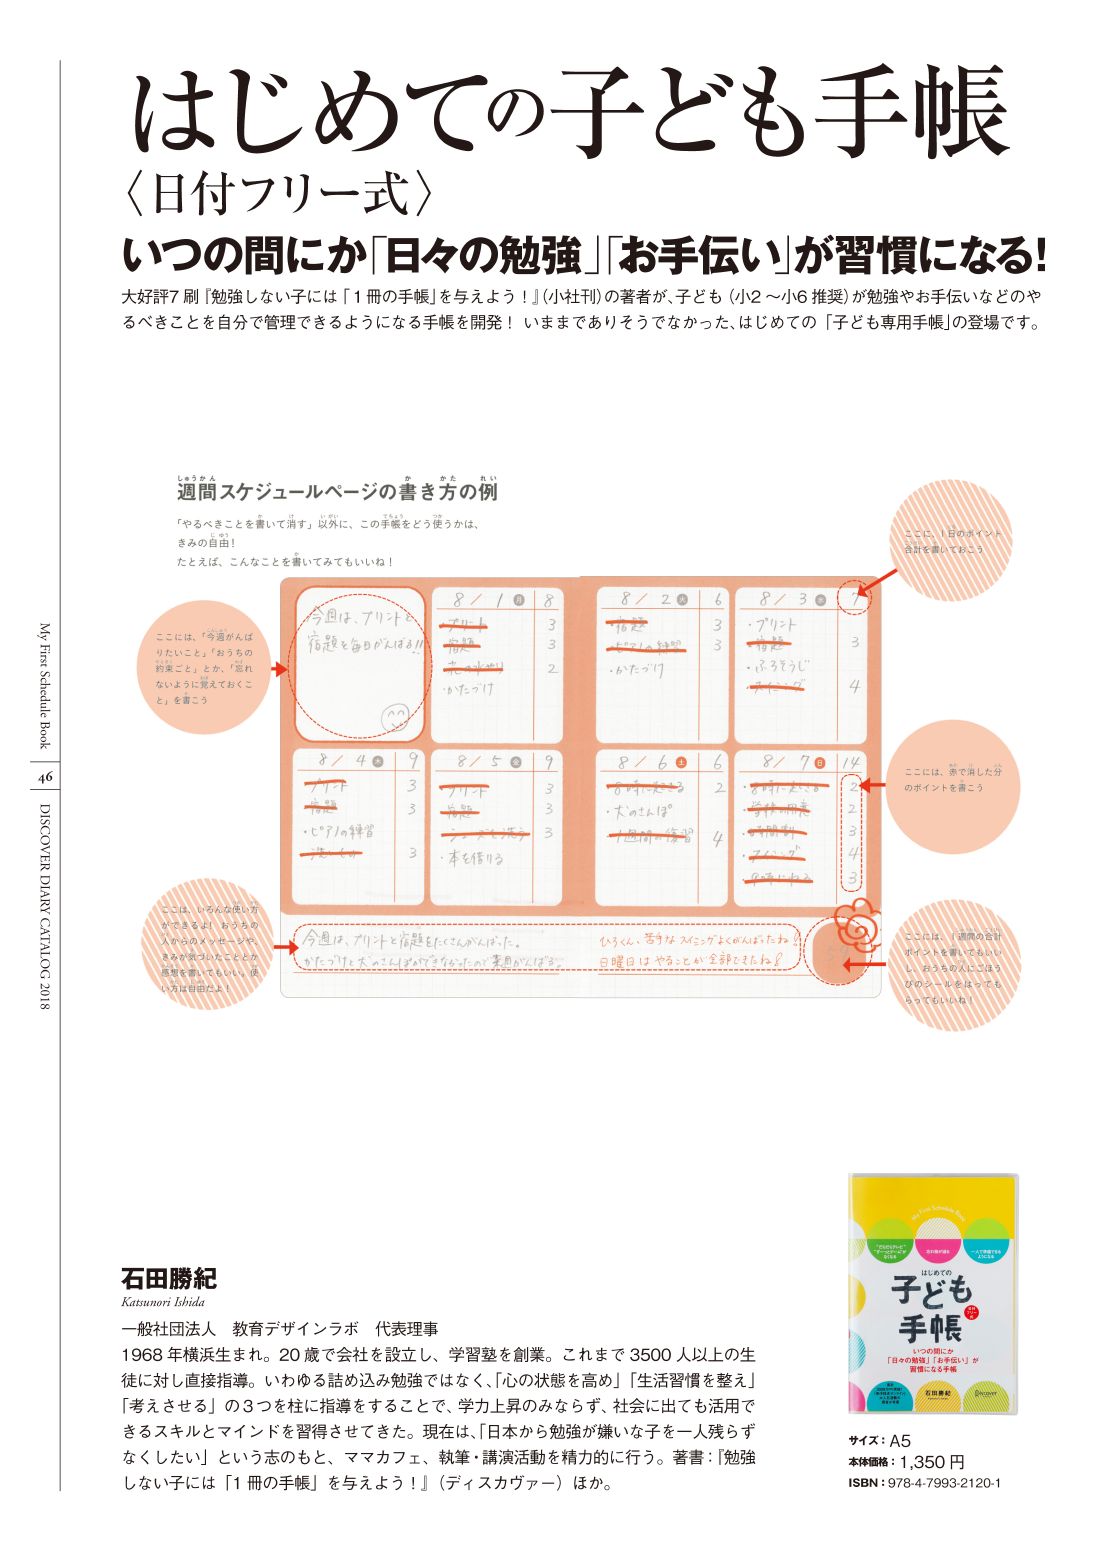 はじめての子ども手帳
〈日付フリー式〉
いつの間にか「日々の勉強」「お手伝い」が習慣になる!
大好評7刷『勉強しない子には「1冊の手帳」を与えよう！』（小社刊）の著者が、子ども（小2～小6推奨）が勉強やお手伝いなどのや
るべきことを自分で管理できるようになる手帳を開発！ いままでありそうでなかった、はじめての「子ども専用手帳」の登場です。
週間スケジュールページの書き方の例
「やるべきことを書いて消す」以外に、この手帳をどう使うかは、
きみの自由！
たとえば、こんなことを書いてみてもいいね！
ここに、1日のポイント
合計を書いておこう
ここには、「今週がんば
りたいこと」「おうちの
約束ごと」とか、「忘れ
ないように覚えておくこ
と」を書こう
今週は、プリントと
宿題を毎日がんばる!!
8/1 月 8
プリント 3
宿題 3
花の水やり 2
・かたづけ
8/2 火 6
・宿題 3
・ピアノの練習 3
・かたづけ
8/3 水 7
・プリント
・宿題 3
・ふろそうじ
・スイミング 4
8/4 木 9
プリント 3
宿題 3
・ピアノの練習
・洗いもの 3
8/5 金 9
プリント 3
・宿題 3
・シューズを洗う 3
・本を借りる
8/6 土 6
・8時に起きる 2
・犬のさんぽ
・1週間の復習 4
8/7 日 14
・8時に起きる 2
・学校の用意 2
3
・スイミング 4
・9時にねる 3
ここには、赤で消した分
のポイントを書こう
ここは、いろんな使い方
ができるよ！ おうちの
人からのメッセージや、
きみが気づいたこととか
感想を書いてもいい。使
い方は自由だよ！
今週は、プリントと宿題をたくさんがんばった。
かたづけと犬のさんぽができなかったので来週がんばる。
ひろくん、苦手なスイミングよくがんばったね！
日曜日はやることが全部できたね！
ここには、1週間の合計
ポイントを書いてもいい
し、おうちの人にごほう
びのシールをはっても
らってもいいね！
My First Schedule Book
46
DISCOVER DIARY CATALOG 2018
石田勝紀
Katsunori Ishida
一般社団法人　教育デザインラボ　代表理事
1968年横浜生まれ。20歳で会社を設立し、学習塾を創業。これまで3500人以上の生
徒に対し直接指導。いわゆる詰め込み勉強ではなく、「心の状態を高め」「生活習慣を整え」
「考えさせる」の3つを柱に指導をすることで、学力上昇のみならず、社会に出ても活用で
きるスキルとマインドを習得させてきた。現在は、「日本から勉強が嫌いな子を一人残らず
なくしたい」という志のもと、ママカフェ、執筆・講演活動を精力的に行う。著書：『勉強
しない子には「1冊の手帳」を与えよう！』（ディスカヴァー）ほか。
My First Schedule Book
忘れ物が減る
一人で準備できる
ようになる
はじめての
子ども
手帳
日付
フリー
式
いつの間にか
「日々の勉強」「お手伝い」が
習慣になる手帳
石田勝紀
Discover
サイズ：A5
本体価格：1,350円
ISBN：978-4-7993-2120-1